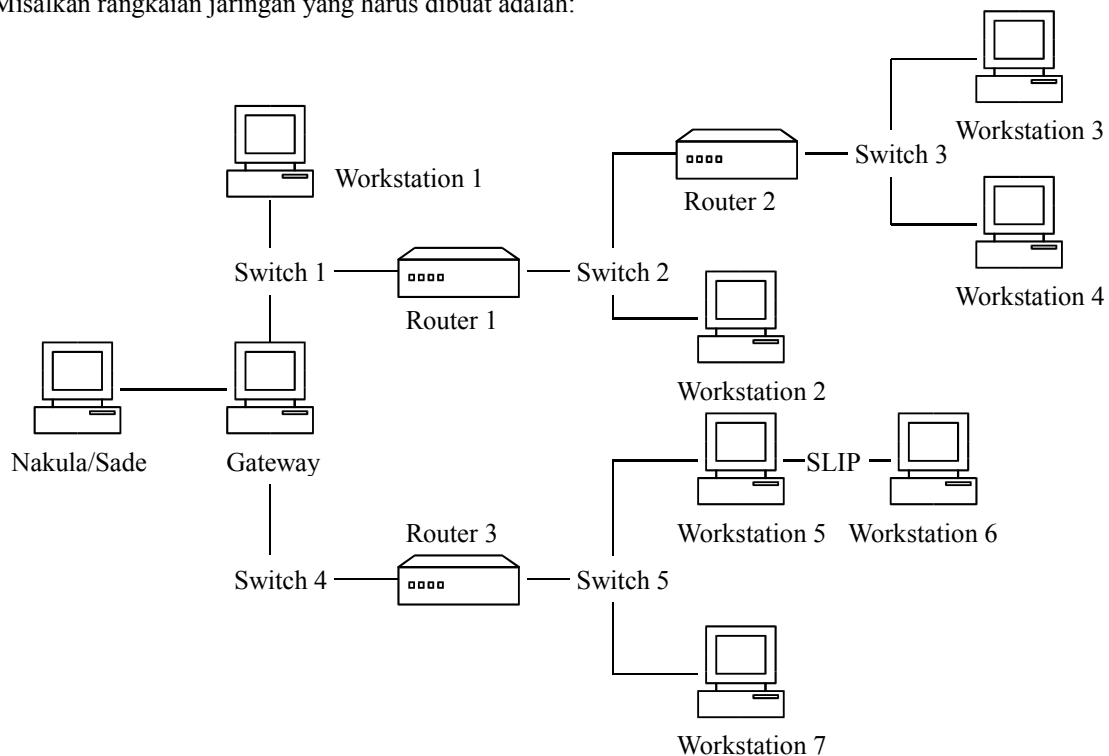 Misalkan rangkaian jaringan yang harus dibuat adalah:
Workstation 3
Workstation 1
Switch 3
Router 2
Workstation 4
Switch 1
Switch 2
Router 1
Workstation 2
Nakula/Sade
Gateway
SLIP
Workstation 5
Workstation 6
Router 3
Switch 4
Switch 5
Workstation 7